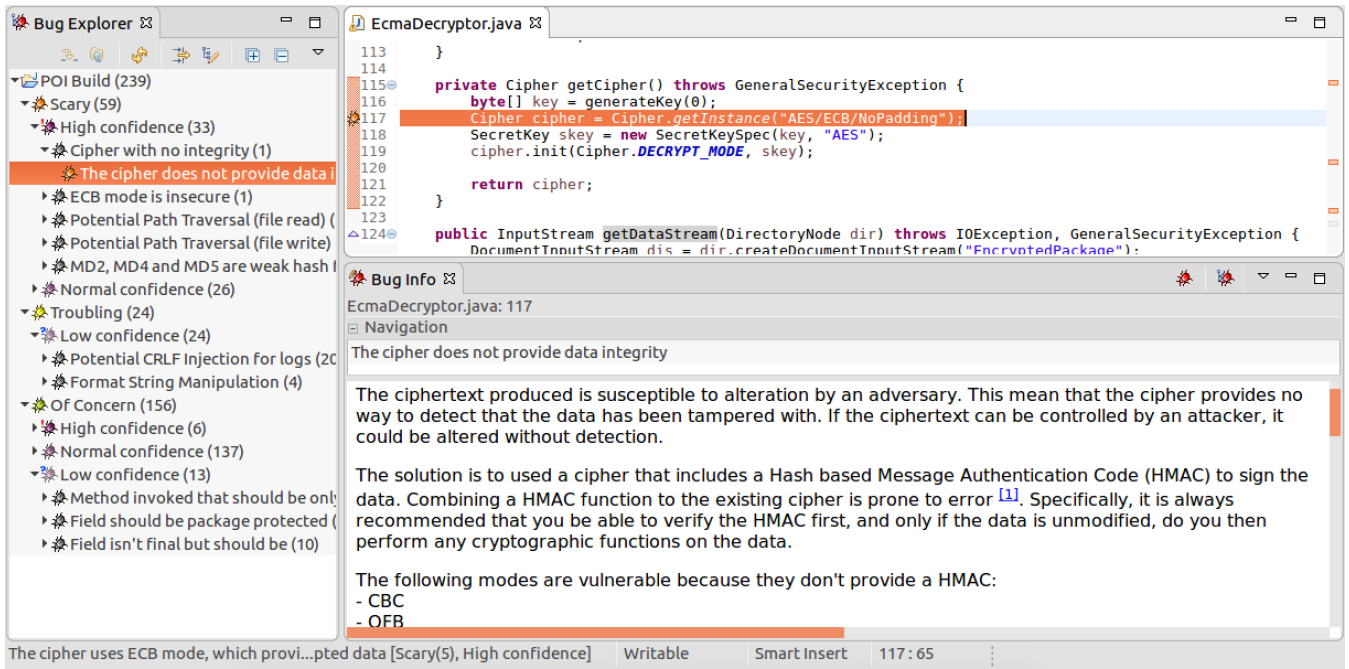 Bug Explorer
POI Build (239)
Scary (59)
High confidence (33)
Cipher with no integrity (1)
The cipher does not provide data i
ECB mode is insecure (1)
Potential Path Traversal (file read) (
Potential Path Traversal (file write)
MD2, MD4 and MD5 are weak hash f
Normal confidence (26)
Troubling (24)
Low confidence (24)
Potential CRLF Injection for logs (20
Format String Manipulation (4)
Of Concern (156)
High confidence (6)
Normal confidence (137)
Low confidence (13)
Method invoked that should be only
Field should be package protected (
Field isn't final but should be (10)
EcmaDecryptor.java
113 }
114
115 private Cipher getCipher() throws GeneralSecurityException {
116 byte[] key = generateKey(0);
117 Cipher cipher = Cipher.getInstance("AES/ECB/NoPadding");
118 SecretKey skey = new SecretKeySpec(key, "AES");
119 cipher.init(Cipher.DECRYPT_MODE, skey);
120
121 return cipher;
122 }
123
124 public InputStream getDataStream(DirectoryNode dir) throws IOException, GeneralSecurityException {
DocumentInputStream dis = dir.createDocumentInputStream("EncryptedPackage");
Bug Info
EcmaDecryptor.java: 117
Navigation
The cipher does not provide data integrity
The ciphertext produced is susceptible to alteration by an adversary. This mean that the cipher provides no
way to detect that the data has been tampered with. If the ciphertext can be controlled by an attacker, it
could be altered without detection.
The solution is to used a cipher that includes a Hash based Message Authentication Code (HMAC) to sign the
data. Combining a HMAC function to the existing cipher is prone to error [1]. Specifically, it is always
recommended that you be able to verify the HMAC first, and only if the data is unmodified, do you then
perform any cryptographic functions on the data.
The following modes are vulnerable because they don't provide a HMAC:
- CBC
- OFB
The cipher uses ECB mode, which provi...pted data [Scary(5), High confidence]
Writable
Smart Insert
117 : 65